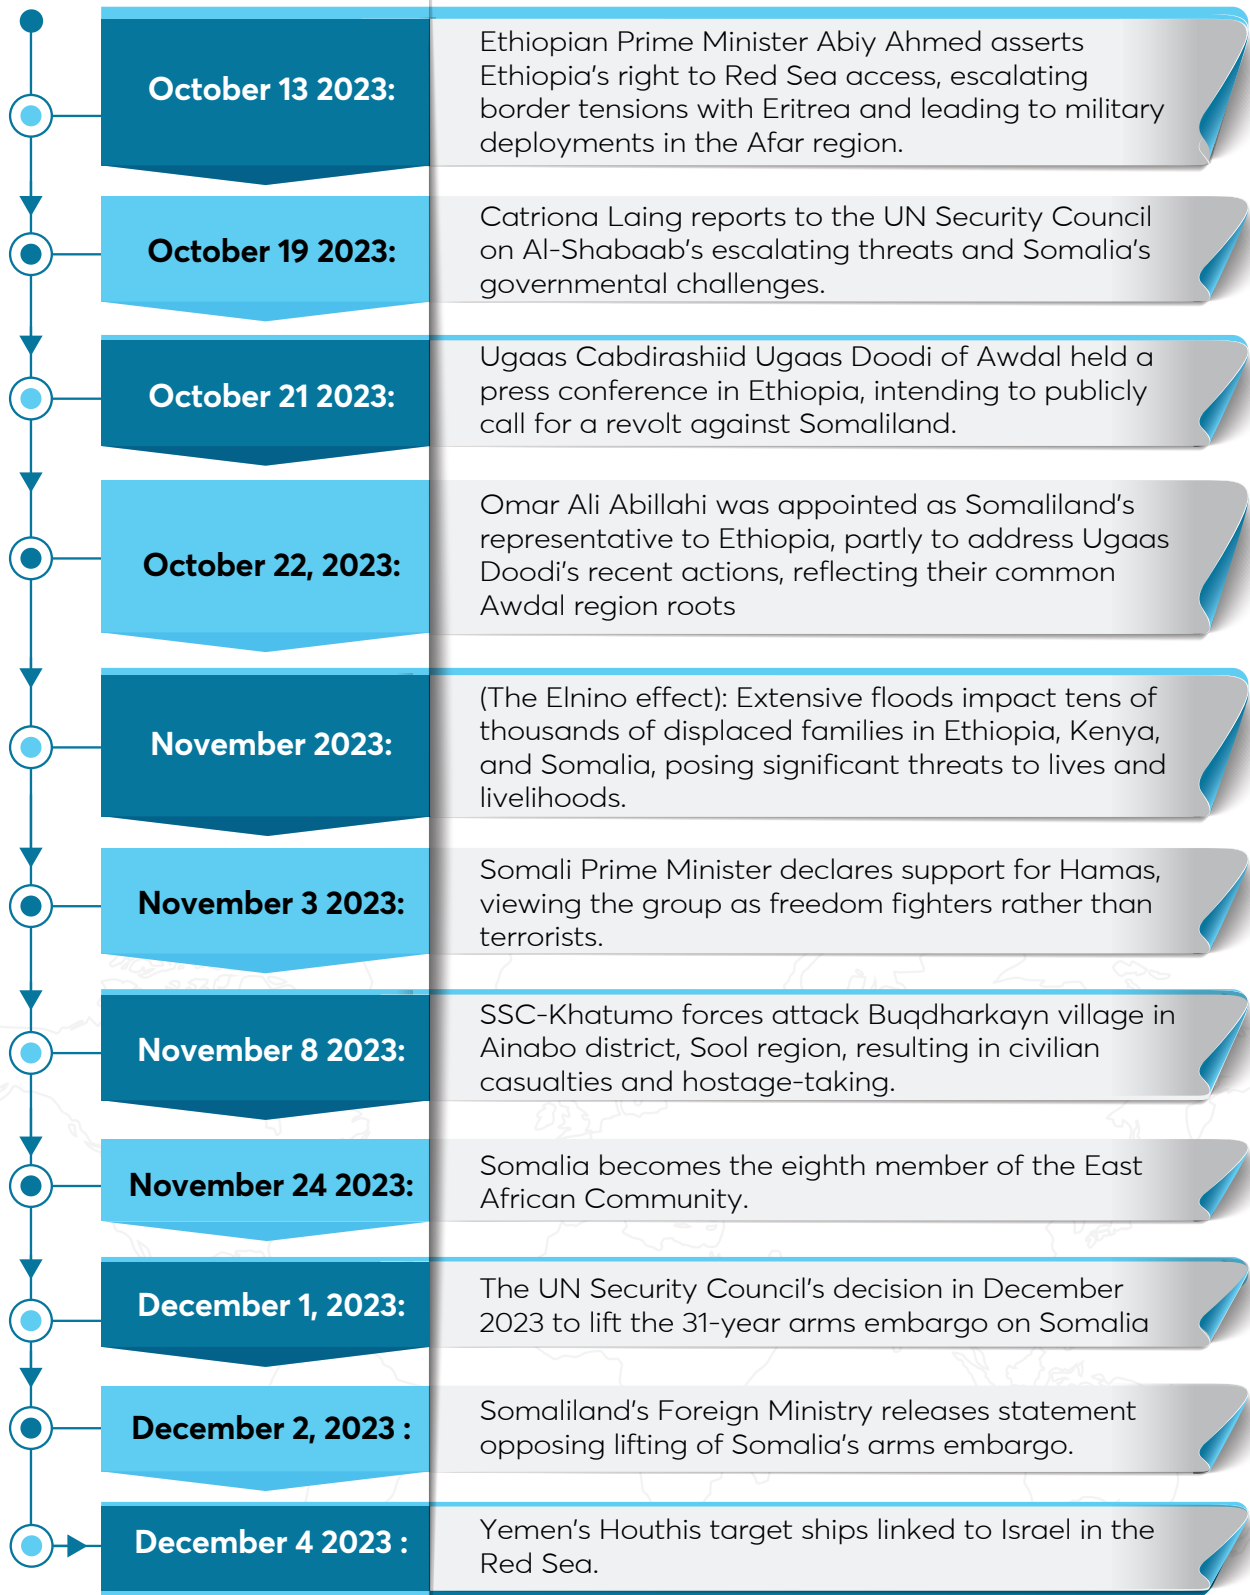 October 13 2023:
Ethiopian Prime Minister Abiy Ahmed asserts
Ethiopia's right to Red Sea access, escalating
border tensions with Eritrea and leading to military
deployments in the Afar region.
October 19 2023:
Catriona Laing reports to the UN Security Council
on Al-Shabaab's escalating threats and Somalia's
governmental challenges.
October 21 2023:
Ugaas Cabdirashiid Ugaas Doodi of Awdal held a
press conference in Ethiopia, intending to publicly
call for a revolt against Somaliland.
October 22, 2023:
Omar Ali Abillahi was appointed as Somaliland's
representative to Ethiopia, partly to address Ugaas
Doodi's recent actions, reflecting their common
Awdal region roots
November 2023:
(The Elnino effect): Extensive floods impact tens of
thousands of displaced families in Ethiopia, Kenya,
and Somalia, posing significant threats to lives and
livelihoods.
November 3 2023:
Somali Prime Minister declares support for Hamas,
viewing the group as freedom fighters rather than
terrorists.
November 8 2023:
SSC-Khatumo forces attack Buqdharkayn village in
Ainabo district, Sool region, resulting in civilian
casualties and hostage-taking.
November 24 2023:
Somalia becomes the eighth member of the East
African Community.
December 1, 2023:
The UN Security Council's decision in December
2023 to lift the 31-year arms embargo on Somalia
December 2, 2023 :
Somaliland's Foreign Ministry releases statement
opposing lifting of Somalia's arms embargo.
December 4 2023 :
Yemen's Houthis target ships linked to Israel in the
Red Sea.